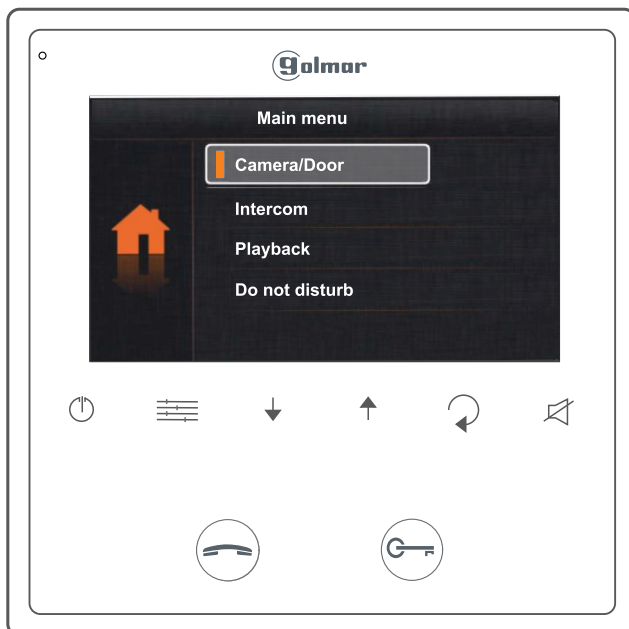 golmar
Main menu
Camera/Door
Intercom
Playback
Do not disturb